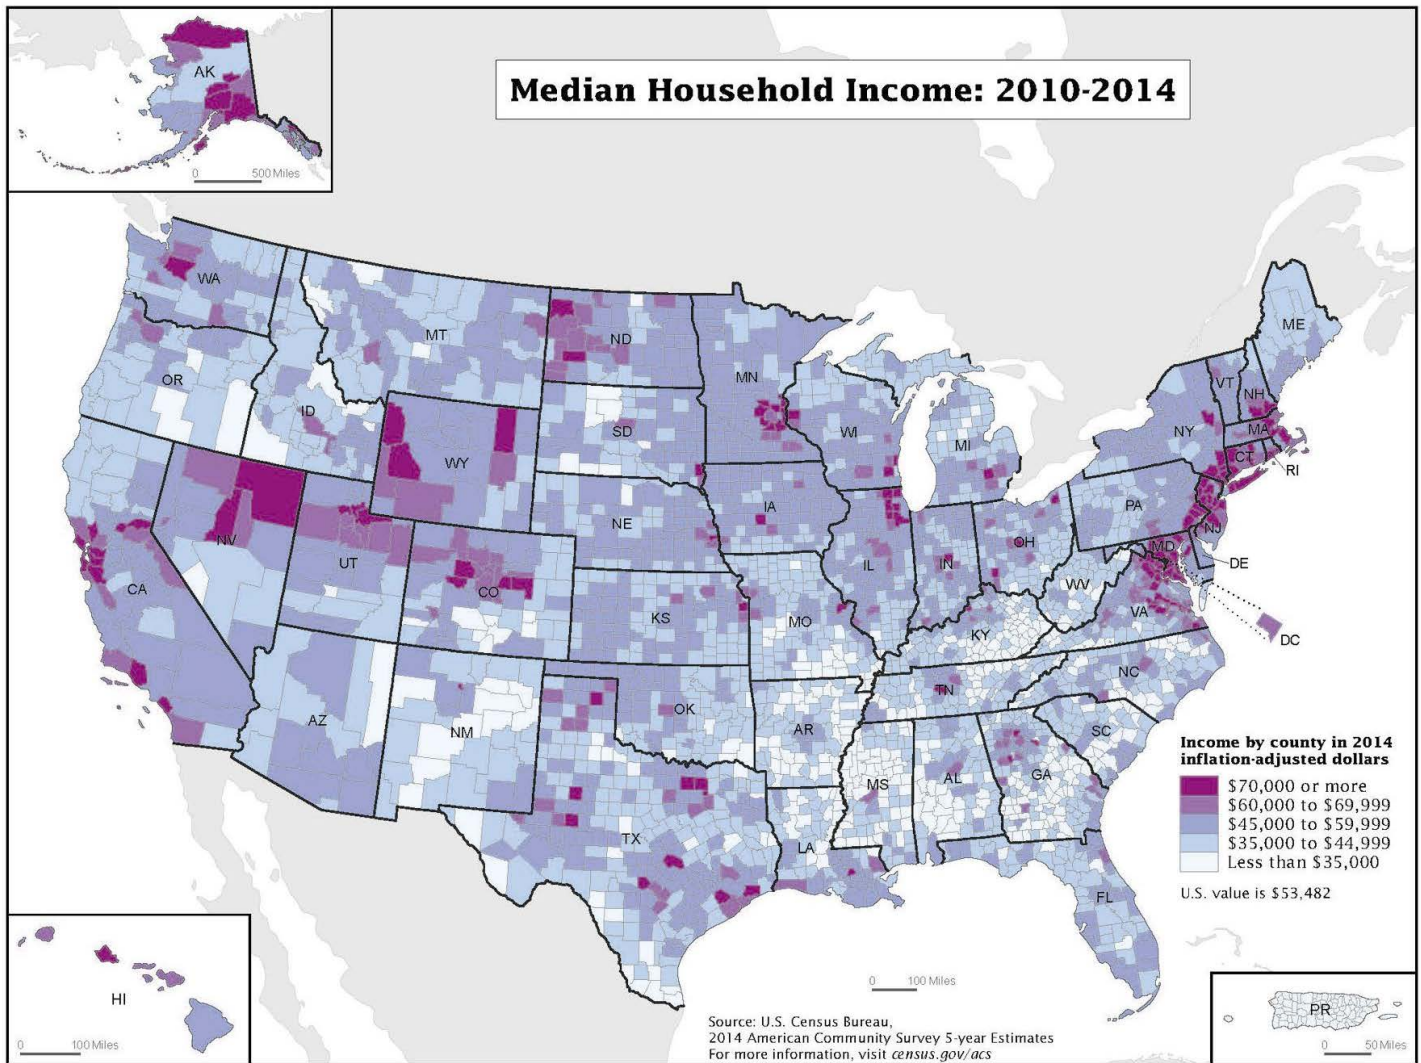 Median Household Income: 2010-2014
AK
0 500 Miles
WA
MT
ND
MN
ME
OR
ID
SD
WI
MI
VT
NH
NY
MA
WY
CT
RI
IA
PA
NE
NJ
NV
OH
MD
UT
IL
IN
DE
CA
CO
WV
KS
MO
VA
KY
DC
NC
TN
OK
AZ
NM
AR
SC
MS
AL
GA
TX
LA
FL
Income by county in 2014
inflation-adjusted dollars
$70,000 or more
$60,000 to $69,999
$45,000 to $59,999
$35,000 to $44,999
Less than $35,000
U.S. value is $53,482
HI
0 100 Miles
0 100 Miles
PR
0 50 Miles
Source: U.S. Census Bureau,
2014 American Community Survey 5-year Estimates
For more information, visit census.gov/acs